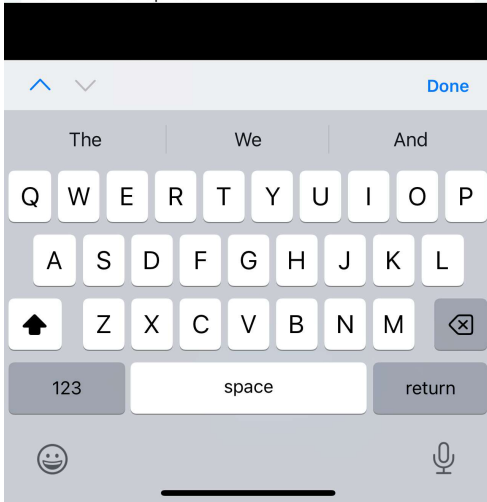 Done
The We And
Q W E R T Y U I O P
A S D F G H J K L
Z X C V B N M
123 space return